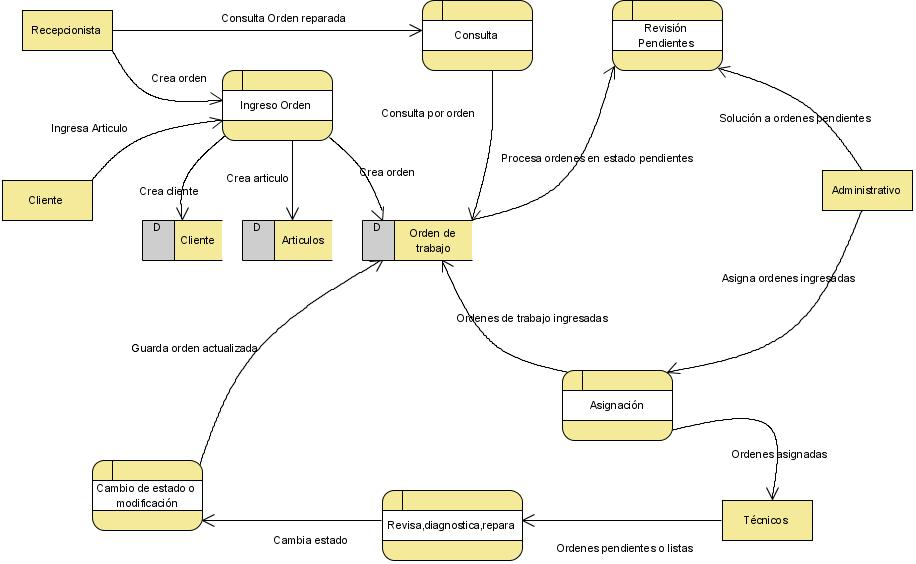 Consulta Orden reparada
Recepcionista
Consulta
Revisión
Pendientes
Crea orden
Ingreso Orden
Consulta por orden
Solución a ordenes pendientes
Ingresa Articulo
Procesa ordenes en estado pendientes
Crea orden
Crea articulo
Crea cliente
Cliente
Administrativo
D
Cliente
D
Articulos
D
Orden de
trabajo
Asigna ordenes ingresadas
Ordenes de trabajo ingresadas
Guarda orden actualizada
Asignación
Ordenes asignadas
Cambio de estado o
modificación
Revisa,diagnostica,repara
Técnicos
Cambia estado
Ordenes pendientes o listas